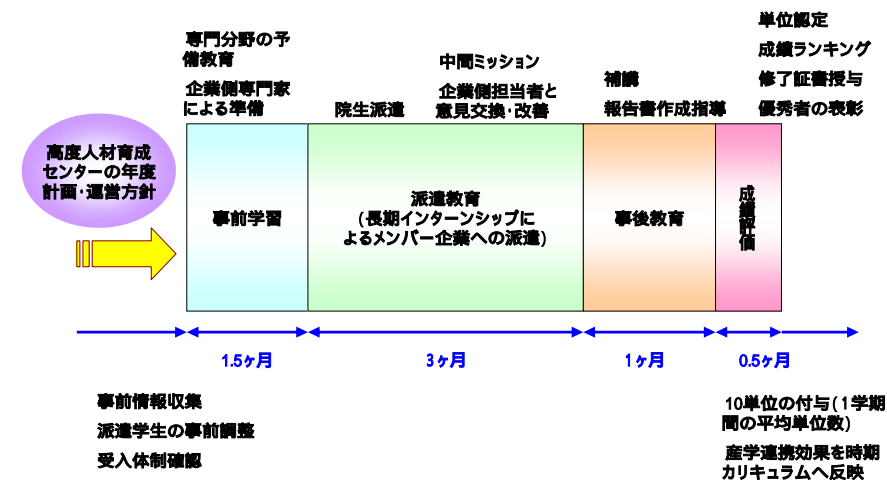 専門分野の予
備教育
企業側専門家
による準備
院生派遣
中間ミッション
企業側担当者と
意見交換・改善
補講
報告書作成指導
単位認定
成績ランキング
修了証書授与
優秀者の表彰
高度人材育成
センターの年度
計画・運営方針
事前学習
派遣教育
(長期インターンシップに
よるメンバー企業への派遣)
事後教育
成績評価
1.5ヶ月
3ヶ月
1ヶ月
0.5ヶ月
事前情報収集
派遣学生の事前調整
受入体制確認
10単位の付与(1学期
間の平均単位数)
産学連携効果を時期
カリキュラムへ反映